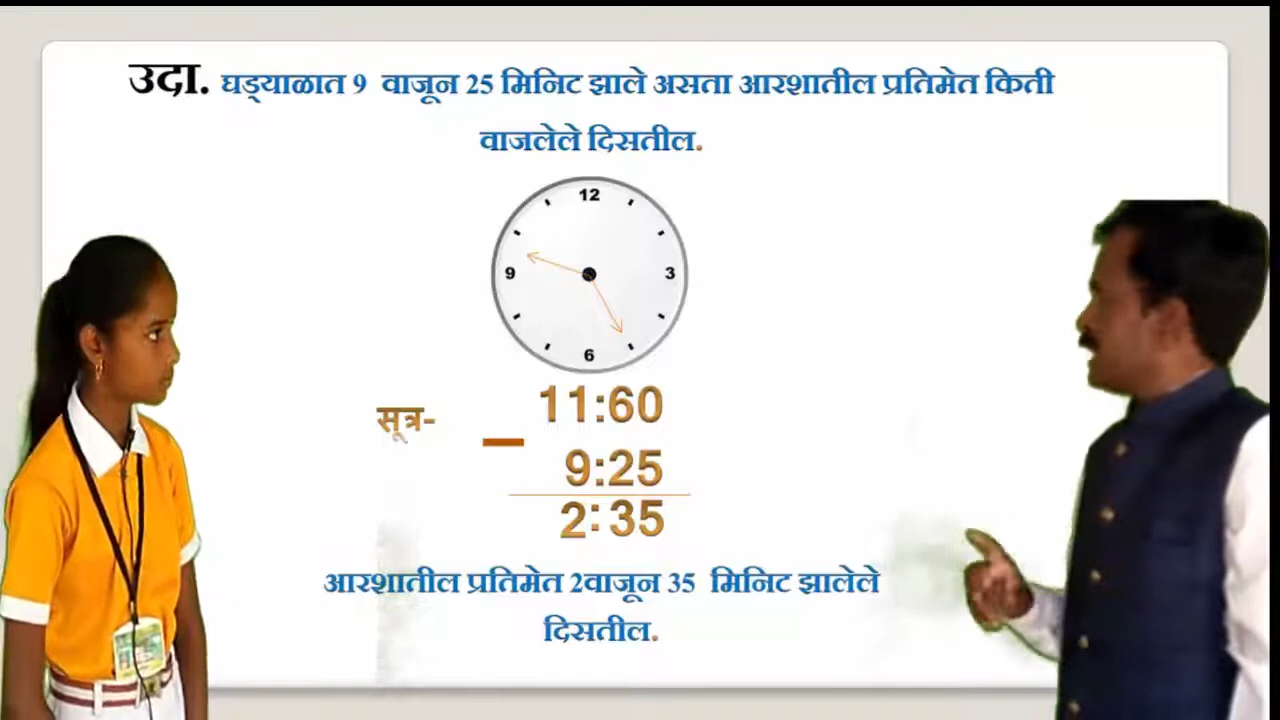 उदा. घड्याळात 9 वाजून 25 मिनिट झाले असता आरशातील प्रतिमेत किती
वाजलेले दिसतील.
12
9
3
6
सूत्र-
11:60
–
9:25
2:35
आरशातील प्रतिमेत 2वाजून 35 मिनिट झालेले
दिसतील.